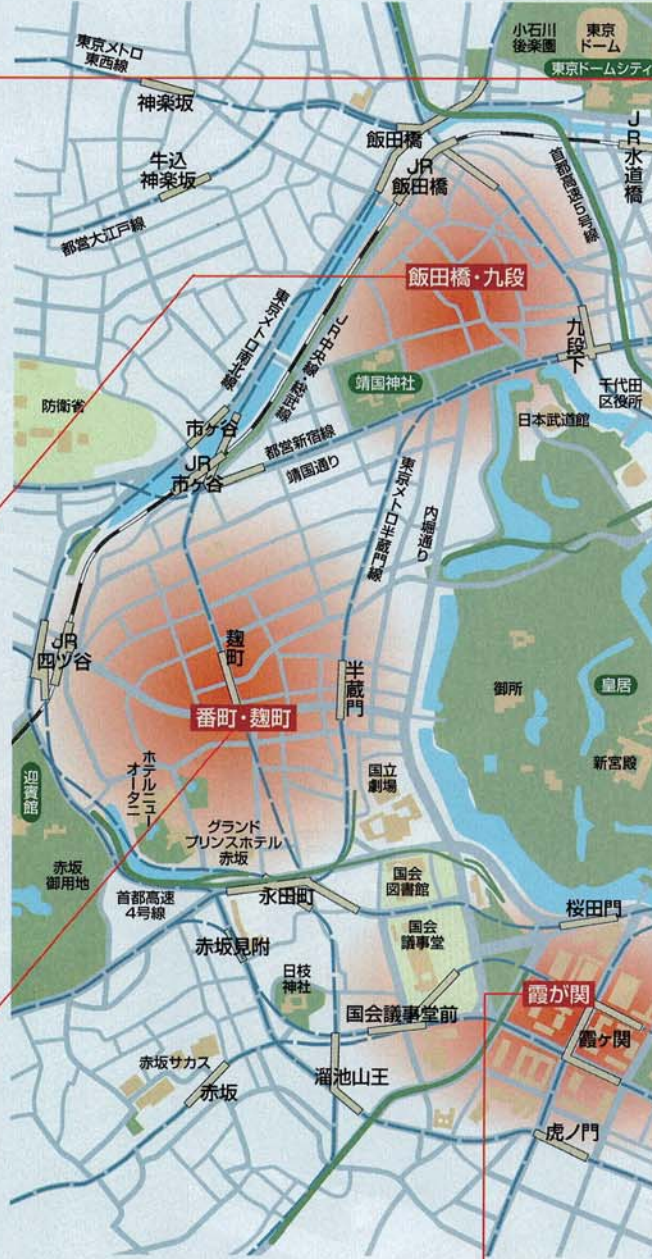 小石川
後楽園
東京
ドーム
東京ドームシティ
東京メトロ
東西線
神楽坂
飯田橋
JR
飯田橋
JR水道橋
首都高速5号線
牛込
神楽坂
都営大江戸線
飯田橋・九段
東京メトロ南北線
JR中央線・総武線
九段下
靖国神社
千代田
区役所
防衛省
日本武道館
市ヶ谷
JR
市ヶ谷
都営新宿線
靖国通り
東京メトロ半蔵門線
内堀通り
JR
四ツ谷
麹町
半蔵門
御所
皇居
番町・麹町
新宮殿
迎賓館
ホテルニュー
オータニ
国立
劇場
グランド
プリンスホテル
赤坂
赤坂
御用地
首都高速
4号線
永田町
国会
図書館
桜田門
国会
議事堂
赤坂見附
日枝
神社
霞が関
国会議事堂前
霞ヶ関
赤坂サカス
赤坂
溜池山王
虎ノ門